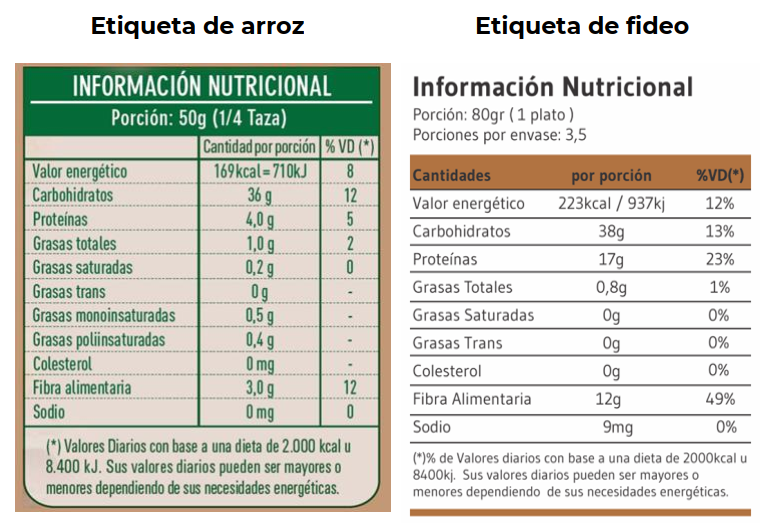 Etiqueta de arroz
INFORMACIÓN NUTRICIONAL
Porción: 50g (1/4 Taza)
Cantidad por porción % VD (*)
Valor energético 169kcal=710kJ 8
Carbohidratos 36 g 12
Proteínas 4,0 g 5
Grasas totales 1,0 g 2
Grasas saturadas 0,2 g 0
Grasas trans 0 g -
Grasas monoinsaturadas 0,5 g -
Grasas poliinsaturadas 0,4 g -
Colesterol 0 mg -
Fibra alimentaria 3,0 g 12
Sodio 0 mg 0
(*) Valores Diarios con base a una dieta de 2.000 kcal u
8.400 kJ. Sus valores diarios pueden ser mayores o
menores dependiendo de sus necesidades energéticas.
Etiqueta de fideo
Información Nutricional
Porción: 80gr ( 1 plato )
Porciones por envase: 3,5
Cantidades por porción %VD(*)
Valor energético 223kcal / 937kj 12%
Carbohidratos 38g 13%
Proteínas 17g 23%
Grasas Totales 0,8g 1%
Grasas Saturadas 0g 0%
Grasas Trans 0g 0%
Colesterol 0g 0%
Fibra Alimentaria 12g 49%
Sodio 9mg 0%
(*)% de Valores diarios con base a una dieta de 2000kcal u
8400kj. Sus valores diarios pueden ser mayores o
menores dependiendo de sus necesidades energéticas.